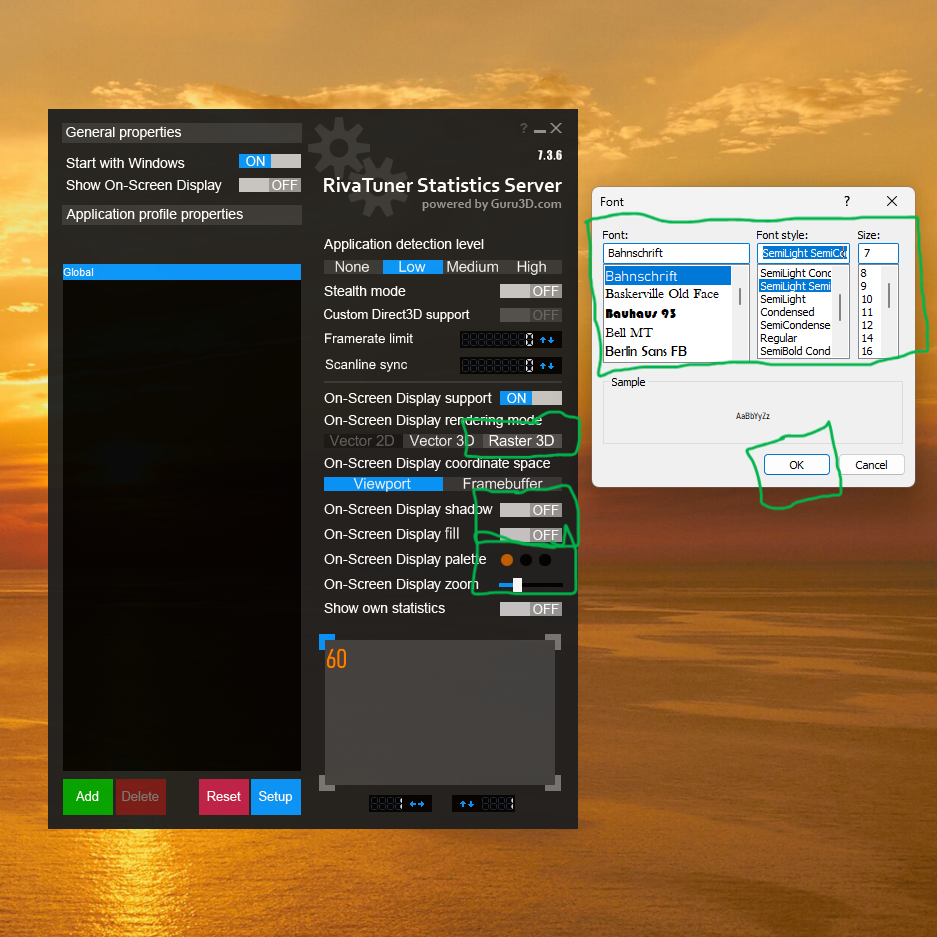 General properties
Start with Windows ON
Show On-Screen Display OFF
Application profile properties
Global
Add Delete Reset Setup
?
7.3.6
RivaTuner Statistics Server
powered by Guru3D.com
Application detection level
None Low Medium High
Stealth mode OFF
Custom Direct3D support OFF
Framerate limit 0
Scanline sync 0
On-Screen Display support ON
On-Screen Display rendering mode
Vector 2D Vector 3D Raster 3D
On-Screen Display coordinate space
Viewport Framebuffer
On-Screen Display shadow OFF
On-Screen Display fill OFF
On-Screen Display palette
On-Screen Display zoom
Show own statistics OFF
60
1 1
Font ?
Font: Font style: Size:
Bahnschrift SemiLight SemiCo 7
Bahnschrift SemiLight Cond 8
Baskerville Old Face SemiLight Semi 9
Bauhaus 93 SemiLight 10
Bell MT Condensed 11
Berlin Sans FB SemiCondense 12
Regular 14
SemiBold Cond 16
Sample
AaBbYyZz
OK Cancel